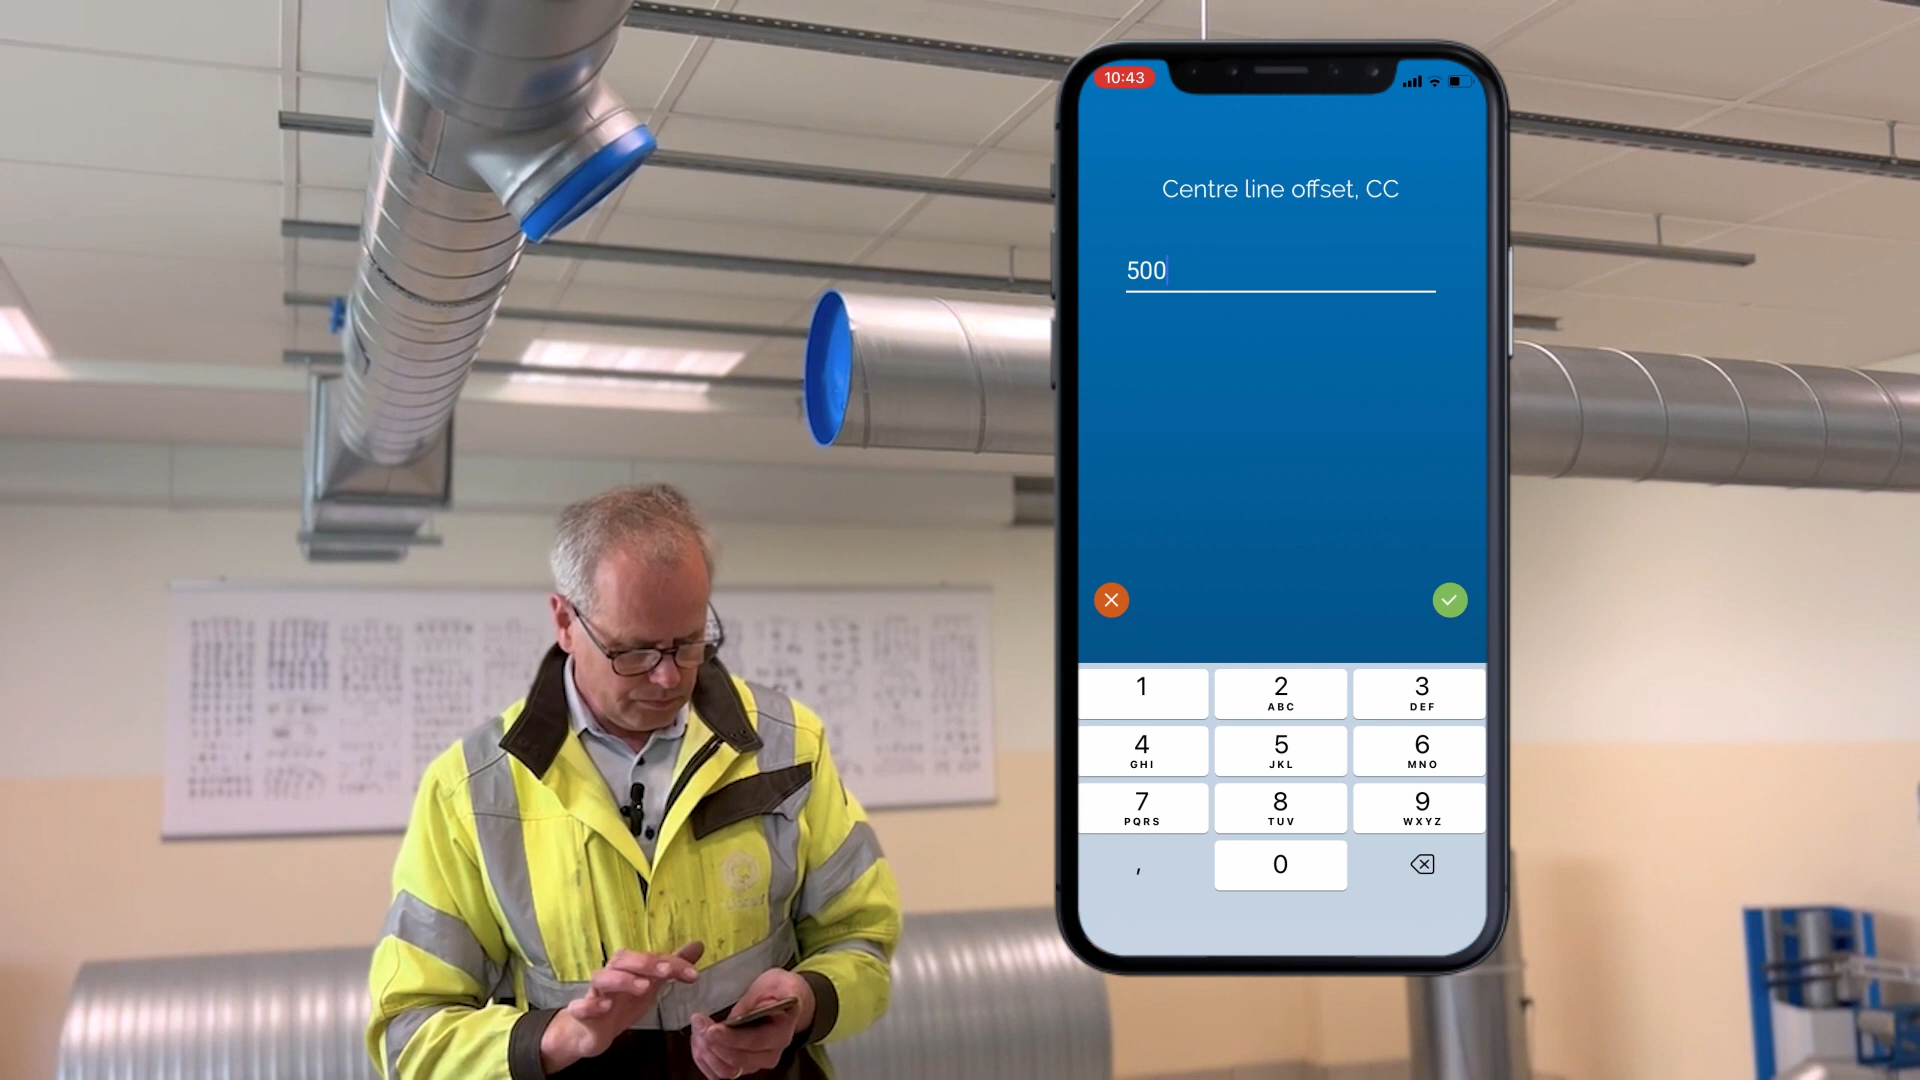 10:43
Centre line offset, CC
500
1
2
ABC
3
DEF
4
GHI
5
JKL
6
MNO
7
PQRS
8
TUV
9
WXYZ
,
0